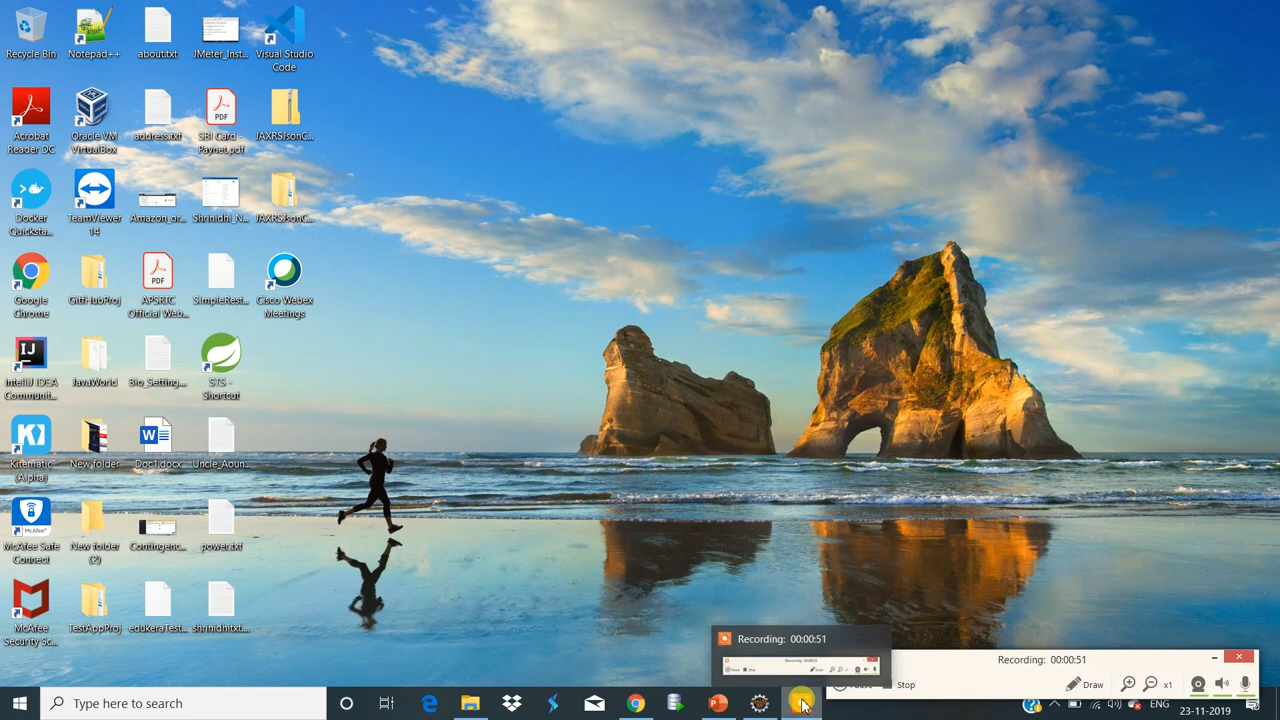 Recycle Bin
Notepad++
about.txt
JMeter_Inst...
Visual Studio
Code
Acrobat
Reader DC
Oracle VM
VirtualBox
address.txt
PDF
SBI Card -
Paynet.pdf
JAXRSJsonC...
Docker
Quicksta...
TeamViewer
14
Amazon_or...
Shrinidhi_N...
JAXRSJsonC...
Google
Chrome
GitHubProj
PDF
APSRTC
Official Web...
SimpleRest...
Cisco Webex
Meetings
IJ
IntelliJ IDEA
Communit...
JavaWorld
Bio_Setting...
STS -
Shortcut
Kitematic
(Alpha)
New folder
W
Doc1.docx
Uncle_Aoun...
McAfee
McAfee Safe
Connect
New folder
(2)
Contingenc...
power.txt
McAfee
Security Sc...
TestAppProj
edukeraTest...
shrinidhitxt...
Recording: 00:00:51
Recording: 00:00:51
Stop
Draw
x1
Type here to search
ENG
23-11-2019